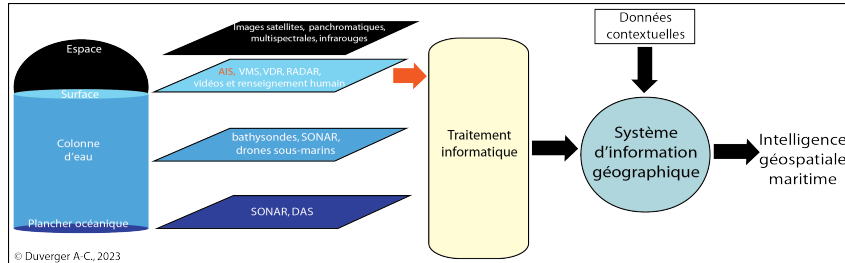 Espace
Surface
Colonne
d'eau
Plancher océanique
© Duverger A-C., 2023
Images satellites, panchromatiques,
multispectrales, infrarouges
AIS, VMS, VDR, RADAR,
vidéos et renseignement humain
bathysondes, SONAR,
drones sous-marins
SONAR, DAS
Traitement
informatique
Données
contextuelles
Système
d'information
géographique
Intelligence
géospatiale
maritime